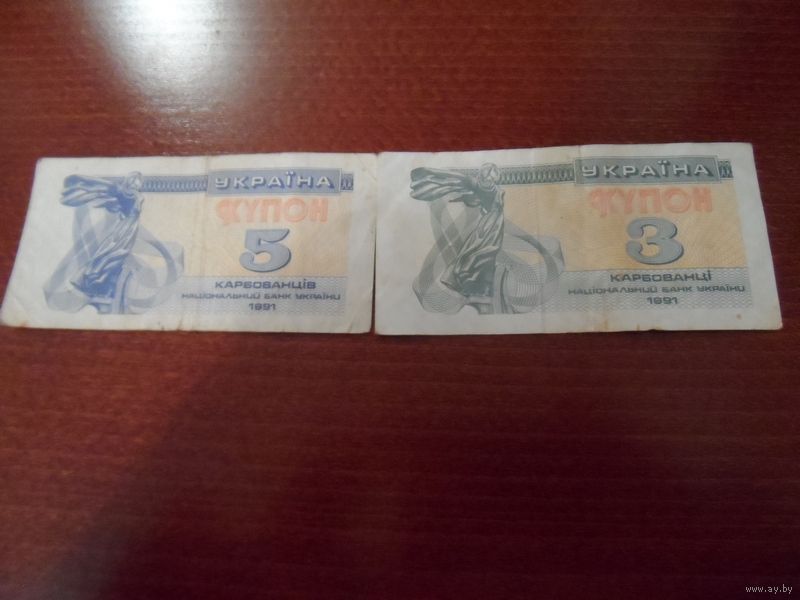 УКРАЇНА
КУПОН
5
КАРБОВАНЦІВ
НАЦІОНАЛЬНИЙ БАНК УКРАЇНИ
1991
УКРАЇНА
КУПОН
3
КАРБОВАНЦІ
НАЦІОНАЛЬНИЙ БАНК УКРАЇНИ
1991
www.ay.by